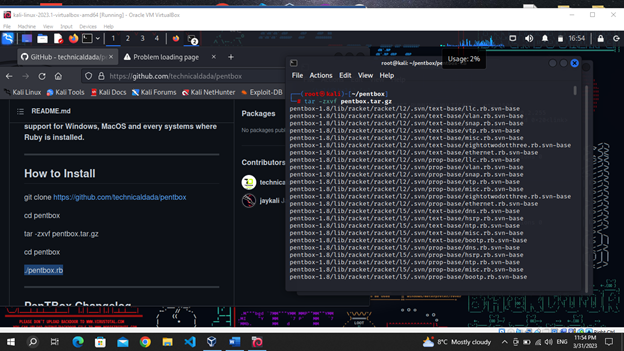 kali-linux-2023.1-virtualbox-amd64 [Running] - Oracle VM VirtualBox
File Machine View Input Devices Help
1 2 3 4
16:54
Usage: 2%
GitHub - technicaldada/p
Problem loading page
https://github.com/technicaldada/pentbox
Kali Linux Kali Tools Kali Docs Kali Forums Kali NetHunter Exploit-DB
README.md
support for Windows, MacOS and every systems where
Ruby is installed.
How to Install
git clone https://github.com/technicaldada/pentbox
cd pentbox
tar -zxvf pentbox.tar.gz
cd pentbox
./pentbox.rb
PenTBox Changelog
Packages
No packages publ
Contributors
technica
jaykali J
root@kali: ~/pentbox/pe
File Actions Edit View Help
(root@kali)-[~/pentbox]
# tar -zxvf pentbox.tar.gz
pentbox-1.8/lib/racket/racket/l2/.svn/text-base/llc.rb.svn-base
pentbox-1.8/lib/racket/racket/l2/.svn/text-base/vlan.rb.svn-base
pentbox-1.8/lib/racket/racket/l2/.svn/text-base/snap.rb.svn-base
pentbox-1.8/lib/racket/racket/l2/.svn/text-base/vtp.rb.svn-base
pentbox-1.8/lib/racket/racket/l2/.svn/text-base/misc.rb.svn-base
pentbox-1.8/lib/racket/racket/l2/.svn/text-base/eightotwodotthree.rb.svn-base
pentbox-1.8/lib/racket/racket/l2/.svn/text-base/ethernet.rb.svn-base
pentbox-1.8/lib/racket/racket/l2/.svn/prop-base/llc.rb.svn-base
pentbox-1.8/lib/racket/racket/l2/.svn/prop-base/vlan.rb.svn-base
pentbox-1.8/lib/racket/racket/l2/.svn/prop-base/snap.rb.svn-base
pentbox-1.8/lib/racket/racket/l2/.svn/prop-base/vtp.rb.svn-base
pentbox-1.8/lib/racket/racket/l2/.svn/prop-base/misc.rb.svn-base
pentbox-1.8/lib/racket/racket/l2/.svn/prop-base/eightotwodotthree.rb.svn-base
pentbox-1.8/lib/racket/racket/l2/.svn/prop-base/ethernet.rb.svn-base
pentbox-1.8/lib/racket/racket/l5/.svn/text-base/dns.rb.svn-base
pentbox-1.8/lib/racket/racket/l5/.svn/text-base/hsrp.rb.svn-base
pentbox-1.8/lib/racket/racket/l5/.svn/text-base/ntp.rb.svn-base
pentbox-1.8/lib/racket/racket/l5/.svn/text-base/misc.rb.svn-base
pentbox-1.8/lib/racket/racket/l5/.svn/text-base/bootp.rb.svn-base
pentbox-1.8/lib/racket/racket/l5/.svn/prop-base/dns.rb.svn-base
pentbox-1.8/lib/racket/racket/l5/.svn/prop-base/hsrp.rb.svn-base
pentbox-1.8/lib/racket/racket/l5/.svn/prop-base/ntp.rb.svn-base
pentbox-1.8/lib/racket/racket/l5/.svn/prop-base/misc.rb.svn-base
pentbox-1.8/lib/racket/racket/l5/.svn/prop-base/bootp.rb.svn-base
Right Ctrl
8°C Mostly cloudy
ENG
11:54 PM
3/31/2023